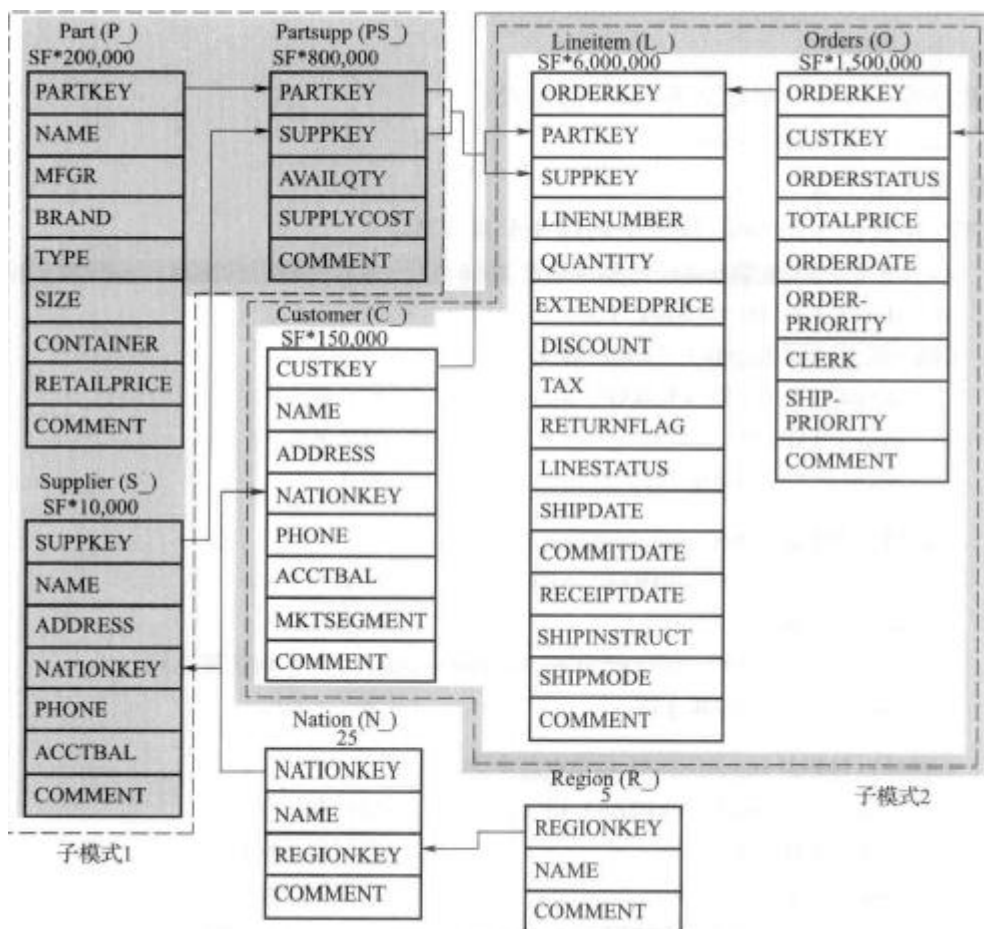 Part (P_)
SF*200,000
PARTKEY
NAME
MFGR
BRAND
TYPE
SIZE
CONTAINER
RETAILPRICE
COMMENT
Supplier (S_)
SF*10,000
SUPPKEY
NAME
ADDRESS
NATIONKEY
PHONE
ACCTBAL
COMMENT
子模式1
Partsupp (PS_)
SF*800,000
PARTKEY
SUPPKEY
AVAILQTY
SUPPLYCOST
COMMENT
Customer (C_)
SF*150,000
CUSTKEY
NAME
ADDRESS
NATIONKEY
PHONE
ACCTBAL
MKTSEGMENT
COMMENT
Nation (N_)
25
NATIONKEY
NAME
REGIONKEY
COMMENT
Lineitem (L_)
SF*6,000,000
ORDERKEY
PARTKEY
SUPPKEY
LINENUMBER
QUANTITY
EXTENDEDPRICE
DISCOUNT
TAX
RETURNFLAG
LINESTATUS
SHIPDATE
COMMITDATE
RECEIPTDATE
SHIPINSTRUCT
SHIPMODE
COMMENT
Region (R_)
5
REGIONKEY
NAME
COMMENT
Orders (O_)
SF*1,500,000
ORDERKEY
CUSTKEY
ORDERSTATUS
TOTALPRICE
ORDERDATE
ORDER-
PRIORITY
CLERK
SHIP-
PRIORITY
COMMENT
子模式2